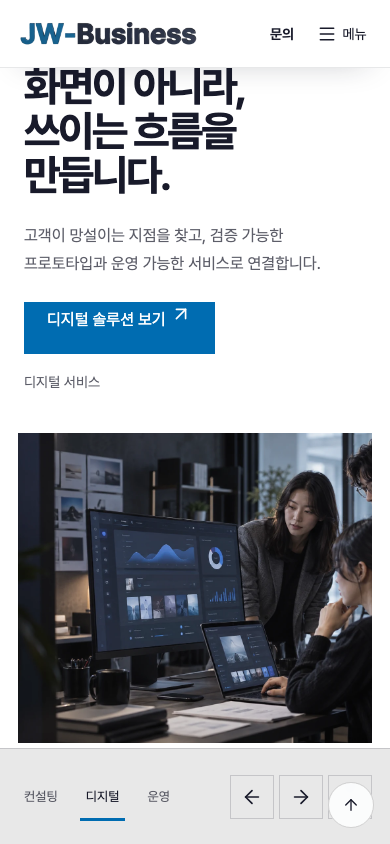 JW-Business
문의
메뉴
화면이 아니라,
쓰이는 흐름을
만듭니다.
고객이 망설이는 지점을 찾고, 검증 가능한
프로토타입과 운영 가능한 서비스로 연결합니다.
디지털 솔루션 보기
디지털 서비스
컨설팅
디지털
운영